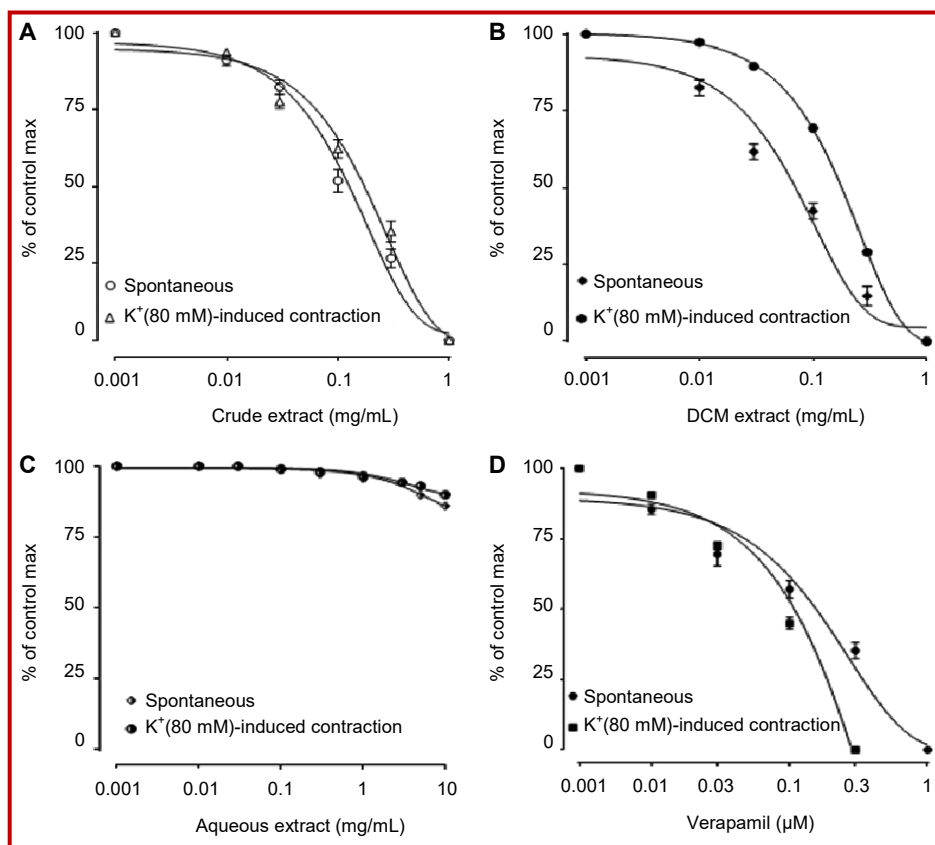 A
100
75
50
25
0
% of control max
Spontaneous
K⁺(80 mM)-induced contraction
0.001 0.01 0.1 1
Crude extract (mg/mL)
B
100
75
50
25
0
% of control max
Spontaneous
K⁺(80 mM)-induced contraction
0.001 0.01 0.1 1
DCM extract (mg/mL)
C
100
75
50
25
0
% of control max
Spontaneous
K⁺(80 mM)-induced contraction
0.001 0.01 0.1 1 10
Aqueous extract (mg/mL)
D
100
75
50
25
0
% of control max
Spontaneous
K⁺(80 mM)-induced contraction
0.001 0.01 0.03 0.1 0.3 1
Verapamil (µM)